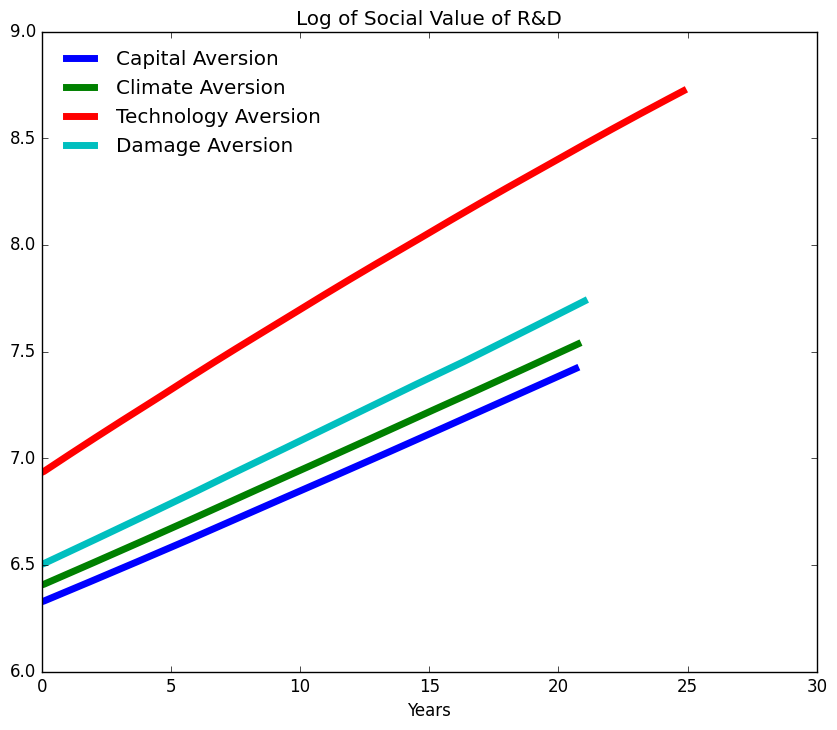 Log of Social Value of R&D
9.0
8.5
8.0
7.5
7.0
6.5
6.0
Capital Aversion
Climate Aversion
Technology Aversion
Damage Aversion
0 5 10 15 20 25 30
Years